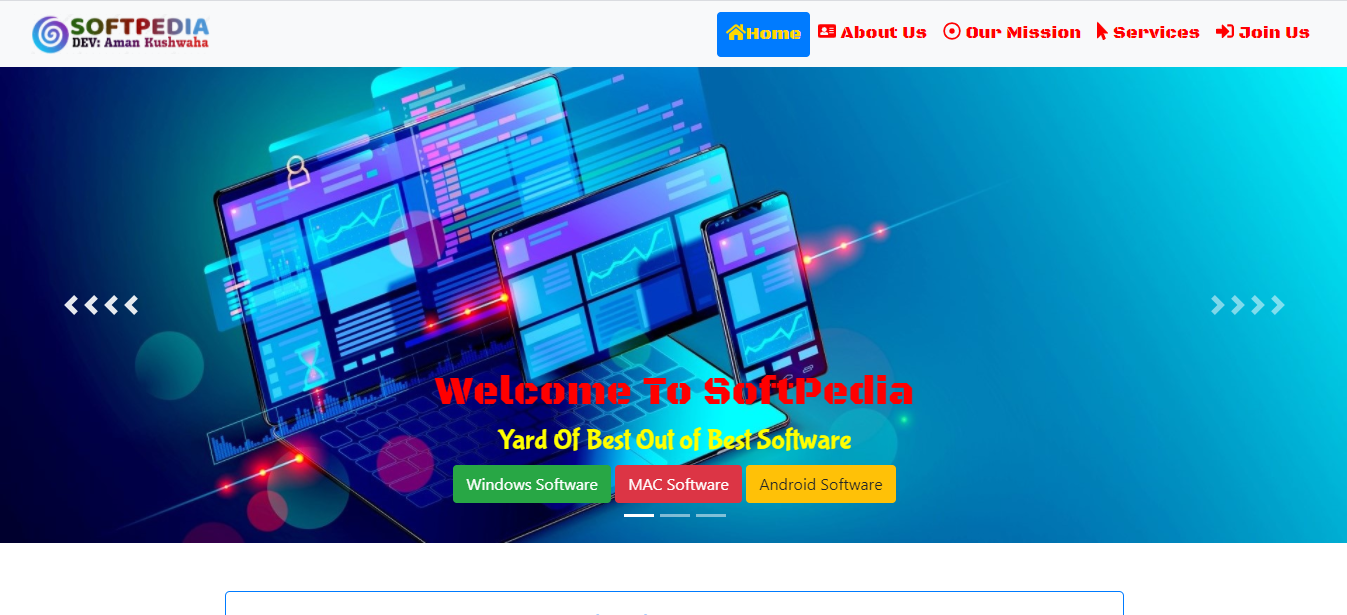 SOFTPEDIA
DEV: Aman Kushwaha
Home
About Us
Our Mission
Services
Join Us
Welcome To SoftPedia
Yard Of Best Out of Best Software
Windows Software
MAC Software
Android Software